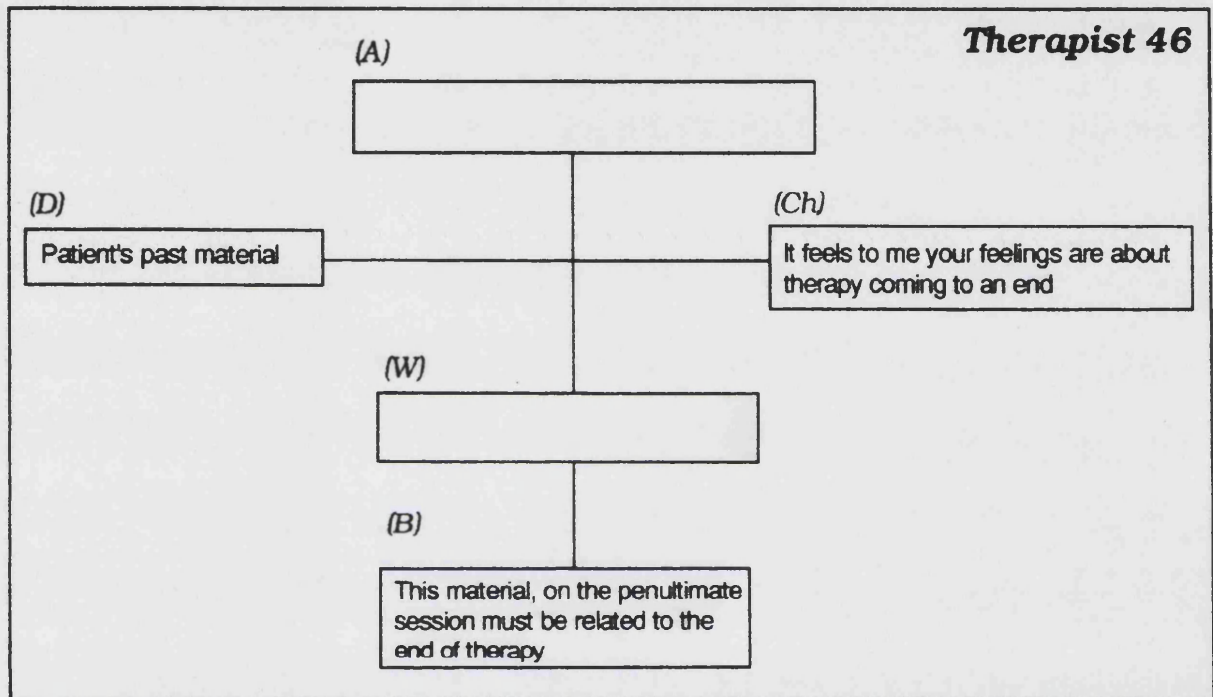 Therapist 46
(A)
(D)
Patient's past material
(Ch)
It feels to me your feelings are about
therapy coming to an end
(W)
(B)
This material, on the penultimate
session must be related to the
end of therapy